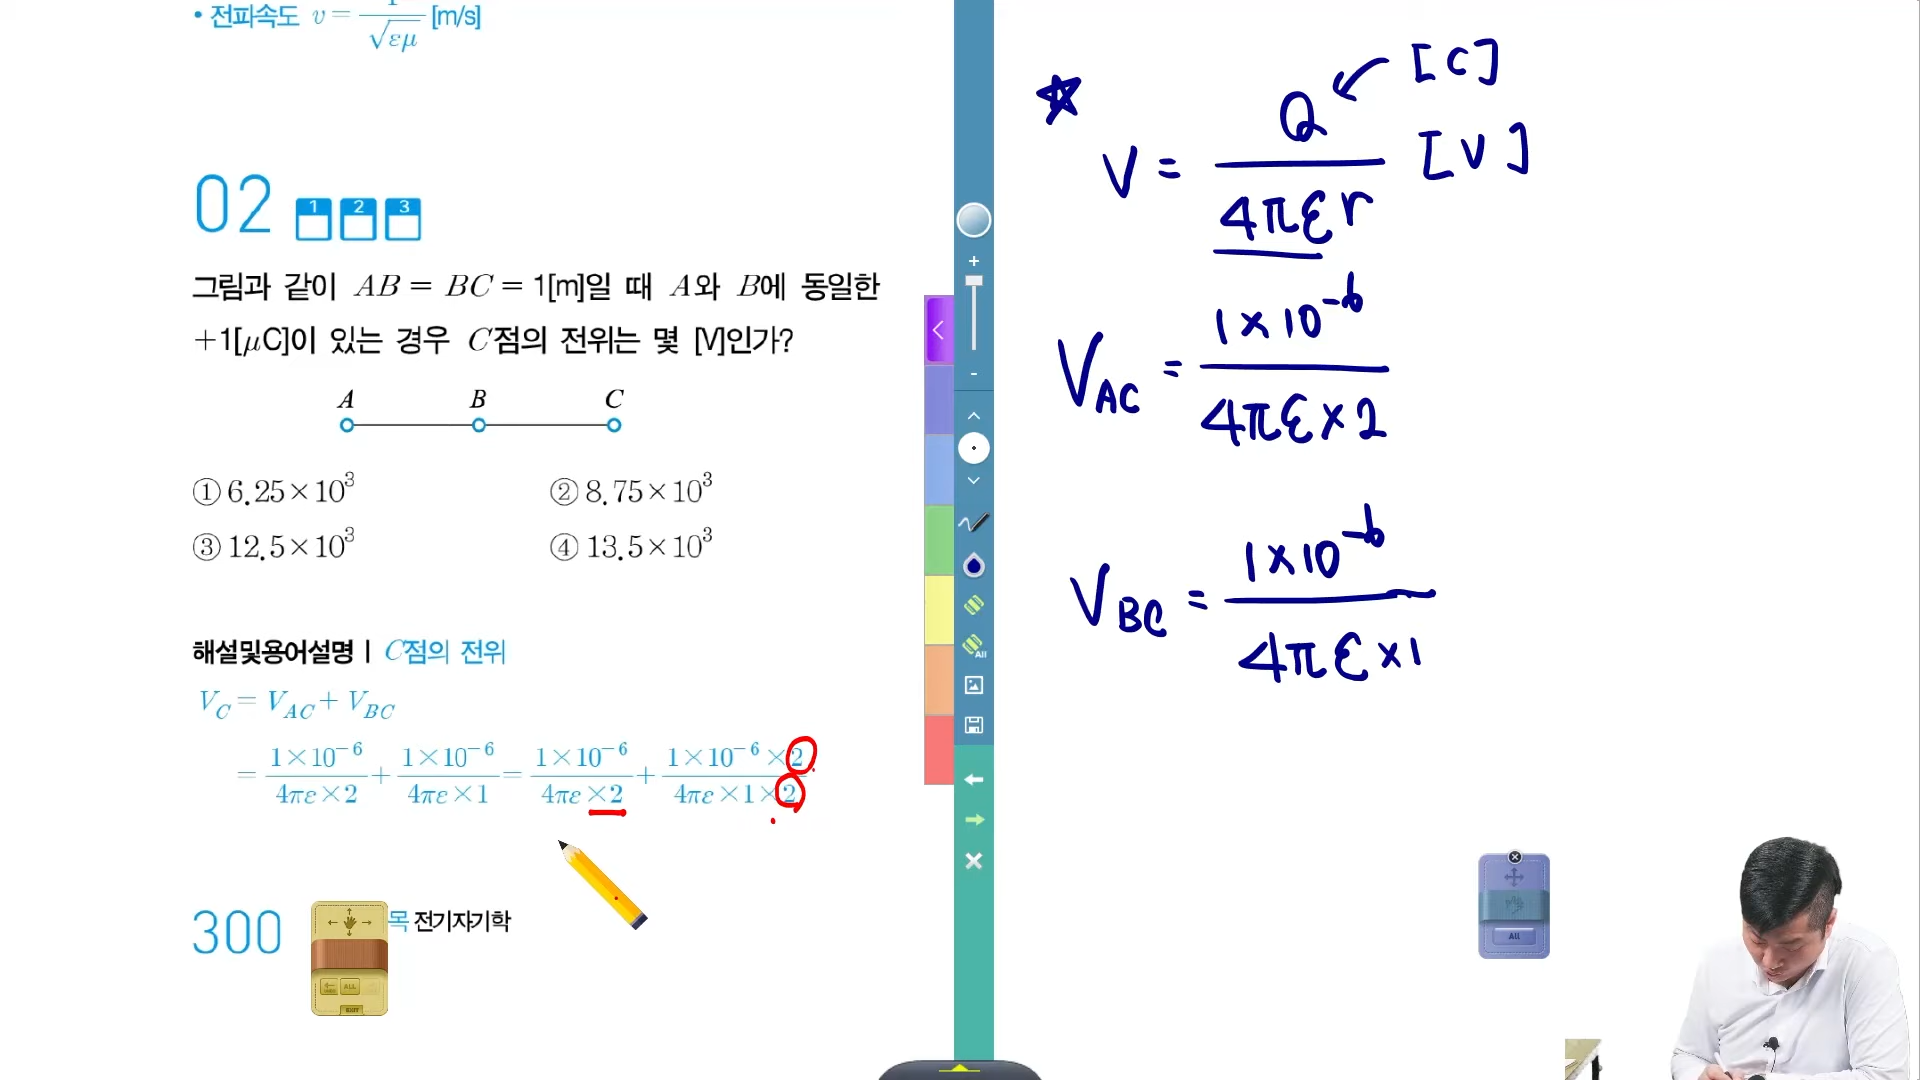 • 전파속도 v = 1/√εμ [m/s]
02 1 2 3
그림과 같이 AB = BC = 1[m]일 때 A와 B에 동일한
+1[μC]이 있는 경우 C점의 전위는 몇 [V]인가?
A B C
① 6.25×10³ ② 8.75×10³
③ 12.5×10³ ④ 13.5×10³
해설및용어설명 | C점의 전위
V_C = V_AC + V_BC
= 1×10⁻⁶/4πε×2 + 1×10⁻⁶/4πε×1 = 1×10⁻⁶/4πε×2 + 1×10⁻⁶×2/4πε×1×2
300 목 전기자기학
ALL
EXIT
+
-
All
☆ V = Q/4πεr [V] [C]
V_AC = 1×10⁻⁶/4πε×2
V_BC = 1×10⁻⁶/4πε×1
All